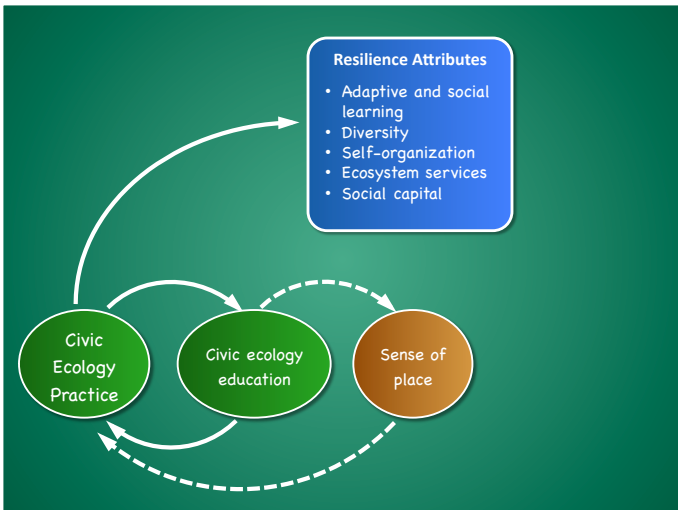 Resilience Attributes
• Adaptive and social
learning
• Diversity
• Self-organization
• Ecosystem services
• Social capital
Civic
Ecology
Practice
Civic ecology
education
Sense of
place